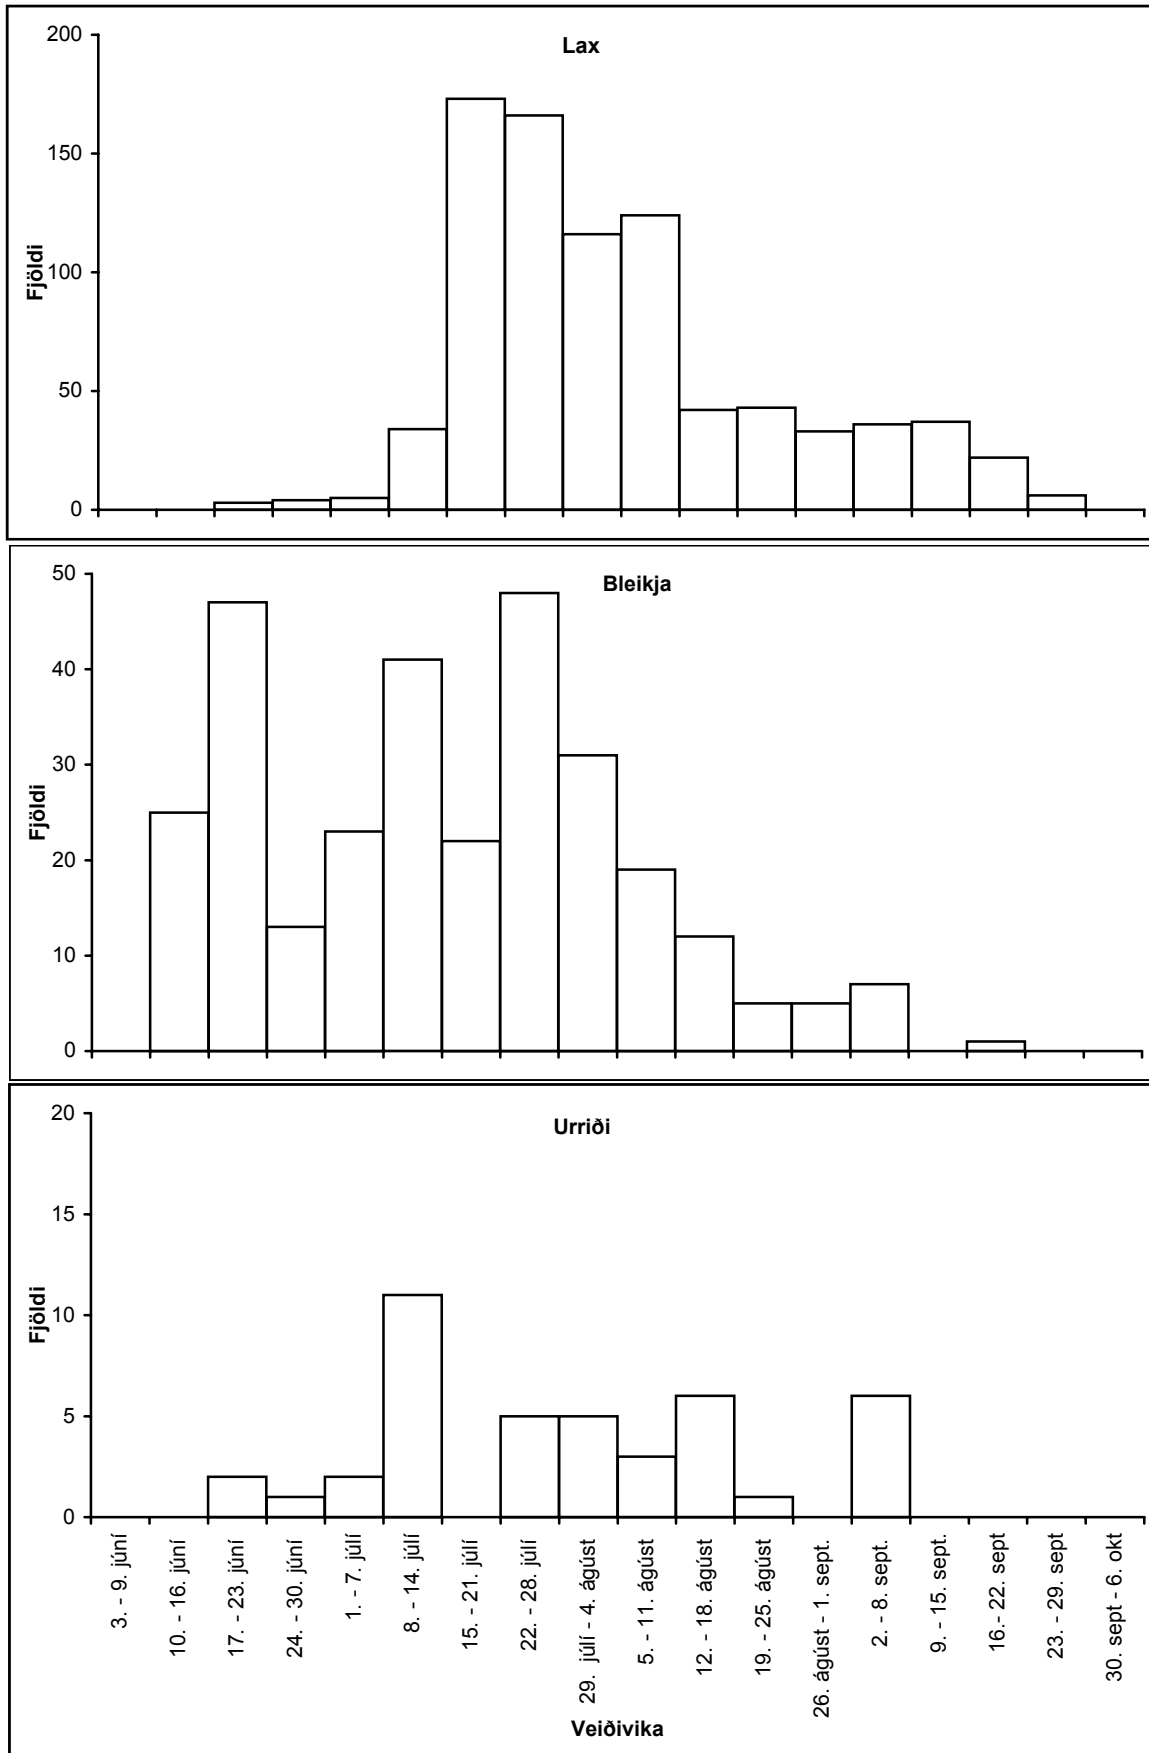 Lax
200
150
100
50
0
Fjöldi
Bleikja
50
40
30
20
10
0
Fjöldi
Urriði
20
15
10
5
0
Fjöldi
3. - 9. júní
10. - 16. júní
17. - 23. júní
24. - 30. júní
1. - 7. júlí
8. - 14. júlí
15. - 21. júlí
22. - 28. júlí
29. júlí - 4. ágúst
5. - 11. ágúst
12. - 18. ágúst
19. - 25. ágúst
26. ágúst - 1. sept.
2. - 8. sept.
9. - 15. sept.
16.- 22. sept
23. - 29. sept
30. sept - 6. okt
Veiðivika